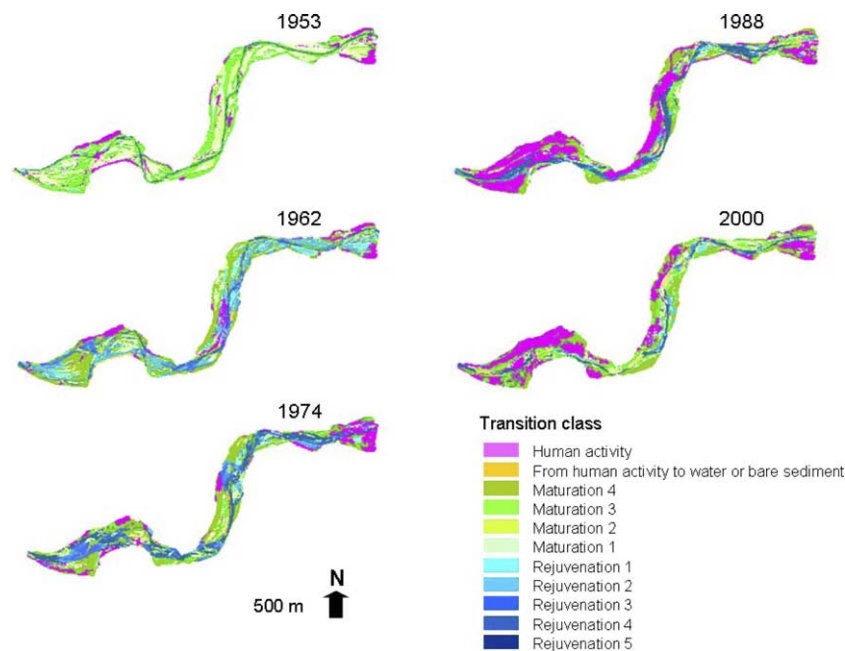 1953
1988
1962
2000
1974
N
500 m
Transition class
Human activity
From human activity to water or bare sediment
Maturation 4
Maturation 3
Maturation 2
Maturation 1
Rejuvenation 1
Rejuvenation 2
Rejuvenation 3
Rejuvenation 4
Rejuvenation 5